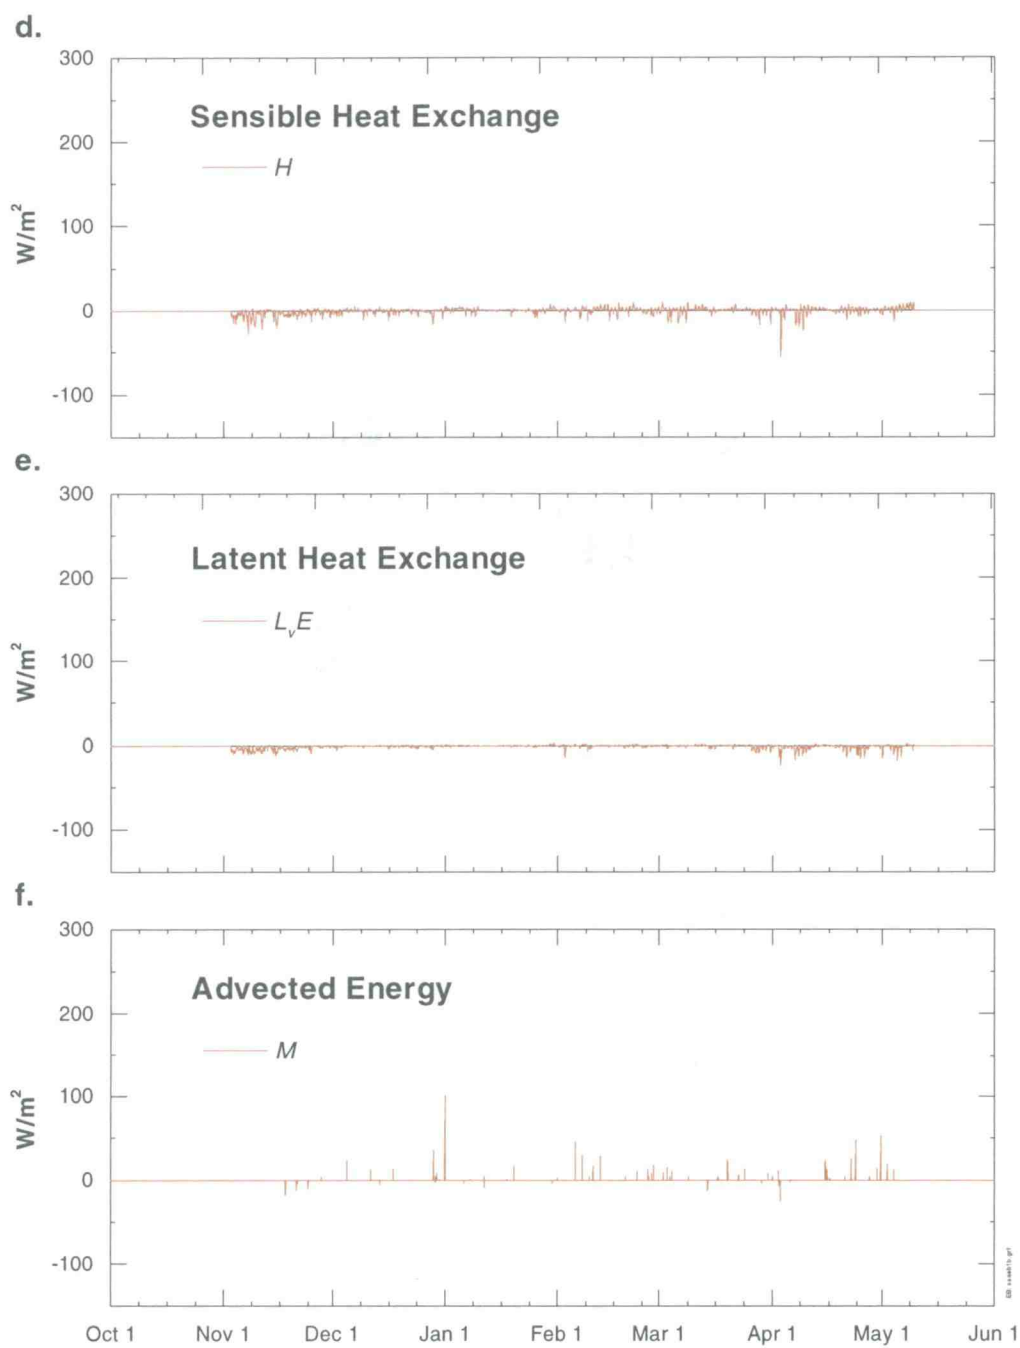 d.
300
Sensible Heat Exchange
200
H
100
W/m²
0
-100
e.
300
Latent Heat Exchange
200
LᵥE
100
W/m²
0
-100
f.
300
Advected Energy
200
M
100
W/m²
0
-100
Oct 1 Nov 1 Dec 1 Jan 1 Feb 1 Mar 1 Apr 1 May 1 Jun 1